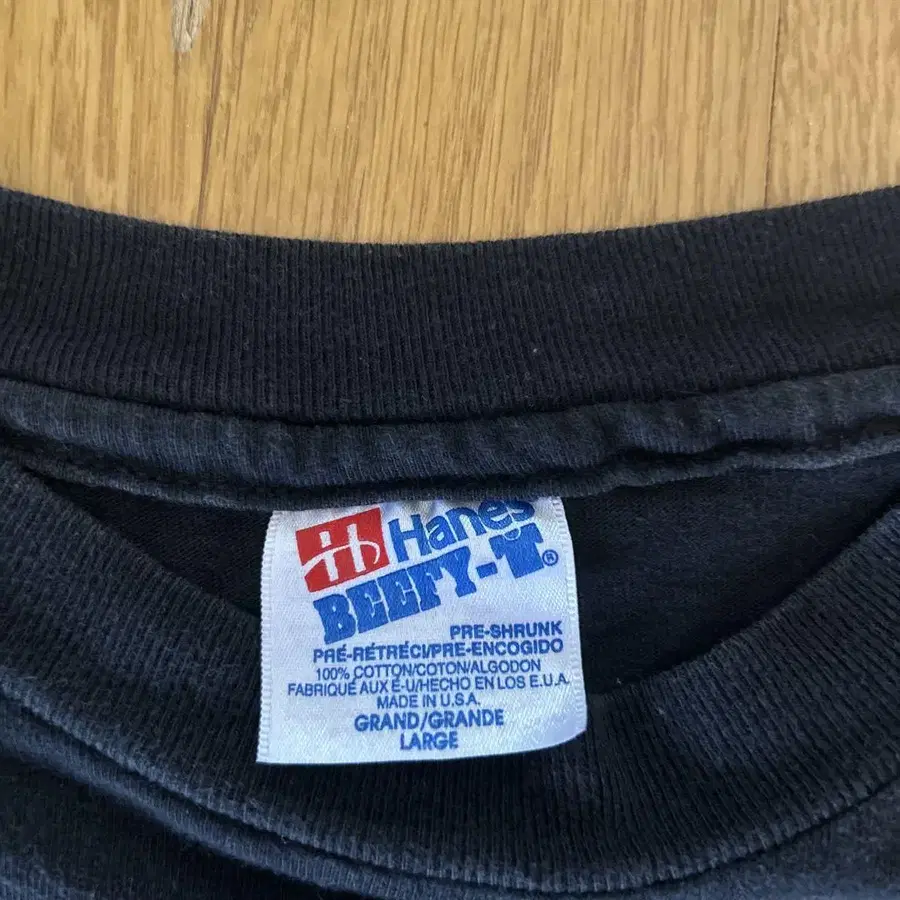 Hanes
BEEFY-T®
PRE-SHRUNK
PRÉ-RÉTRÉCI/PRE-ENCOGIDO
100% COTTON/COTON/ALGODON
FABRIQUÉ AUX É-U/HECHO EN LOS E.U.A.
MADE IN U.S.A.
GRAND/GRANDE
LARGE